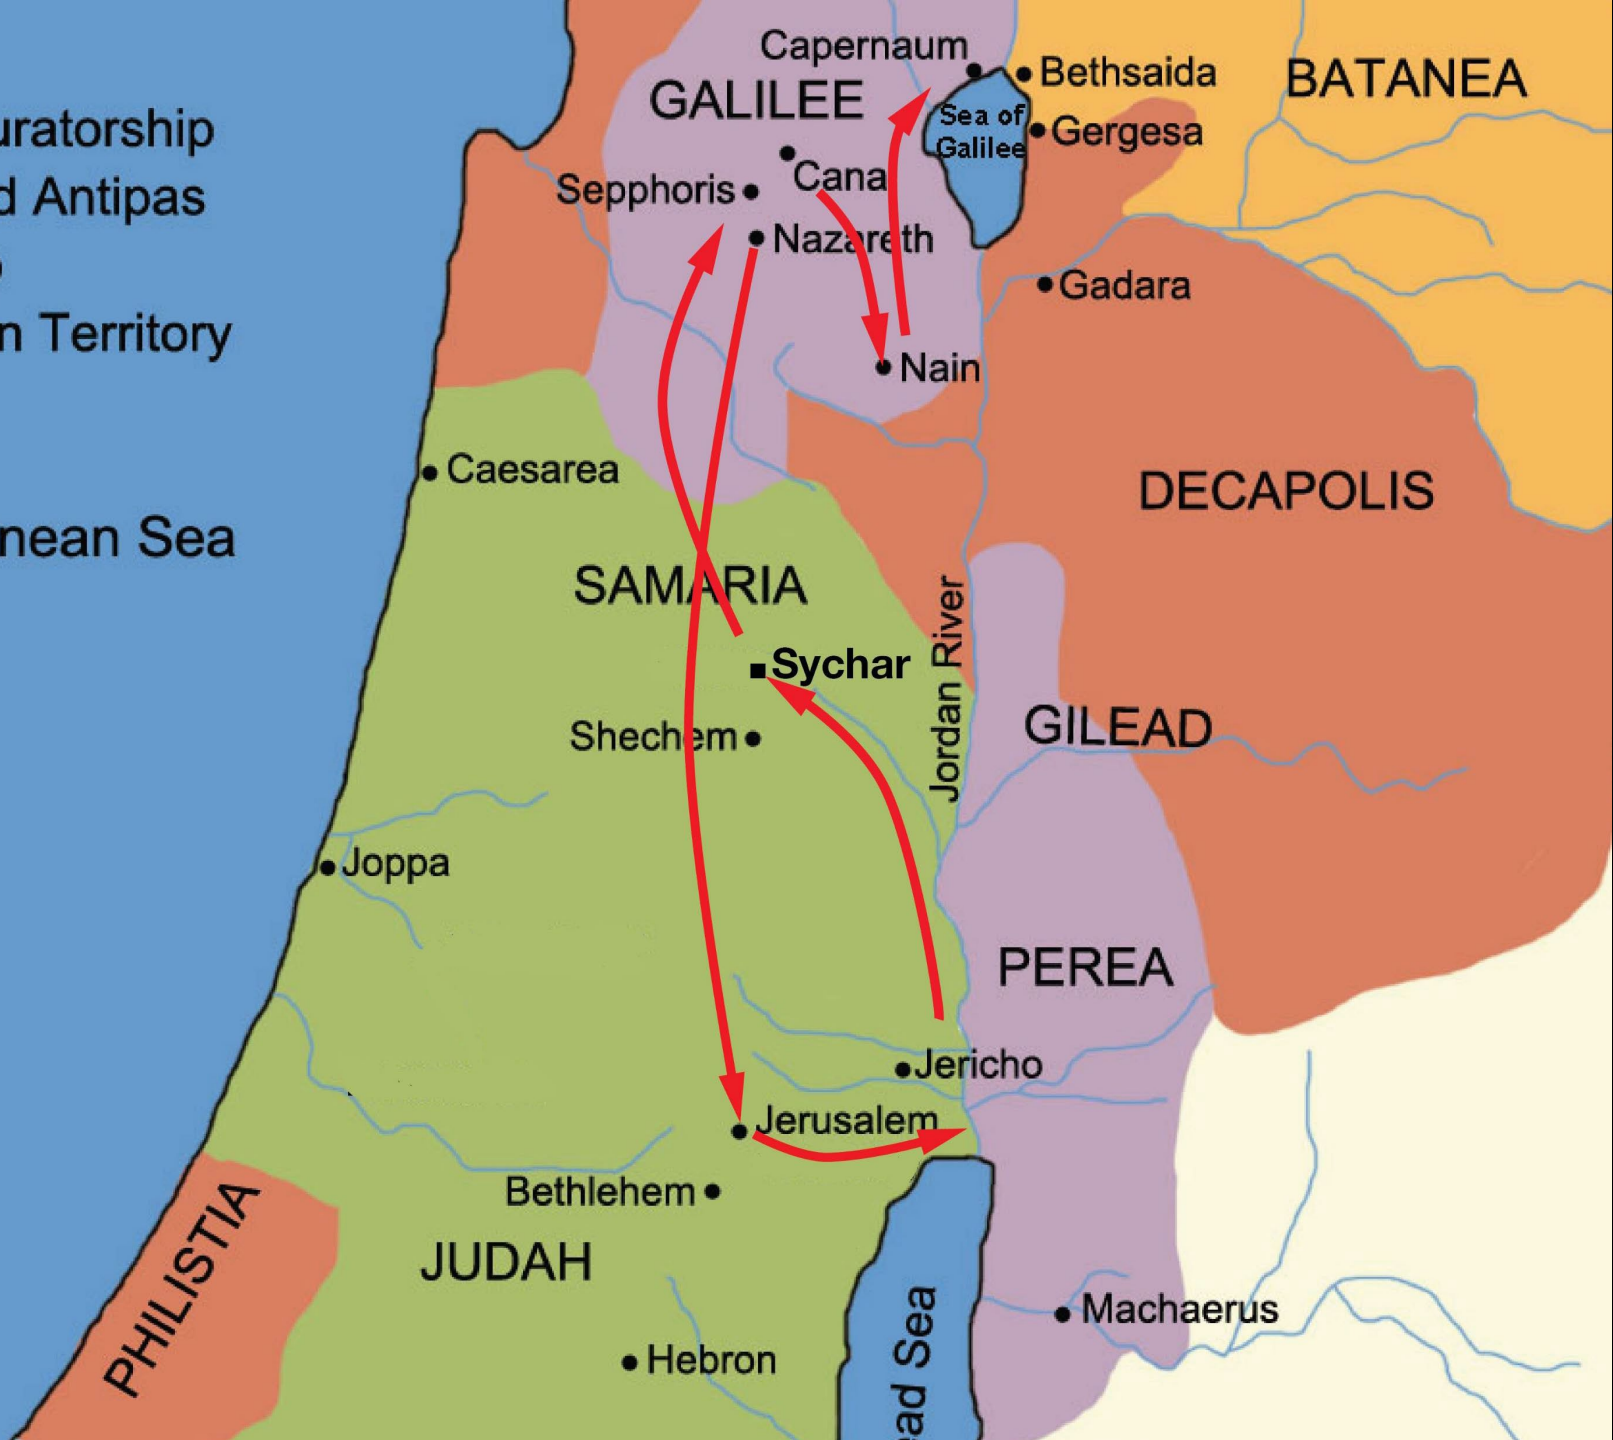 Capernaum
Bethsaida
BATANEA
GALILEE
Sea of
Galilee
Gergesa
uratorship
Cana
Sepphoris
d Antipas
Nazareth
Gadara
n Territory
Nain
Caesarea
DECAPOLIS
nean Sea
SAMARIA
Jordan River
Sychar
GILEAD
Shechem
Joppa
PEREA
Jericho
Jerusalem
Bethlehem
JUDAH
PHILISTIA
Machaerus
ead Sea
Hebron